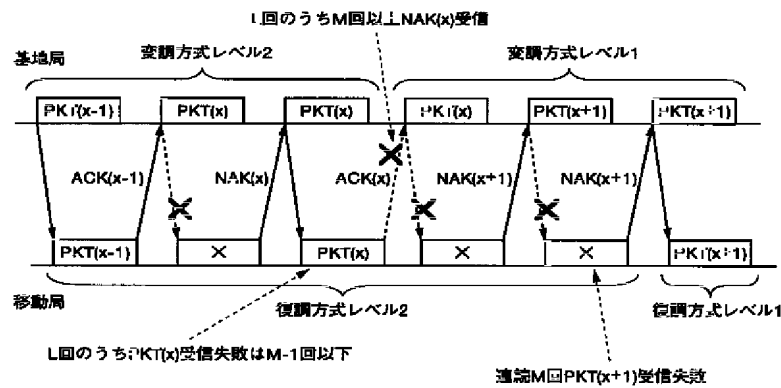 L回のうちM回以上NAK(x)受信
変調方式レベル2
変調方式レベル1
基地局
PKT(x-1)
PKT(x)
PKT(x)
PKT(x)
PKT(x+1)
PKT(x+1)
ACK(x-1)
NAK(x)
ACK(x)
NAK(x+1)
NAK(x+1)
PKT(x-1)
×
PKT(x)
×
×
PKT(x+1)
移動局
復調方式レベル2
復調方式レベル1
L回のうちPKT(x)受信失敗はM-1回以下
連続M回PKT(x+1)受信失敗